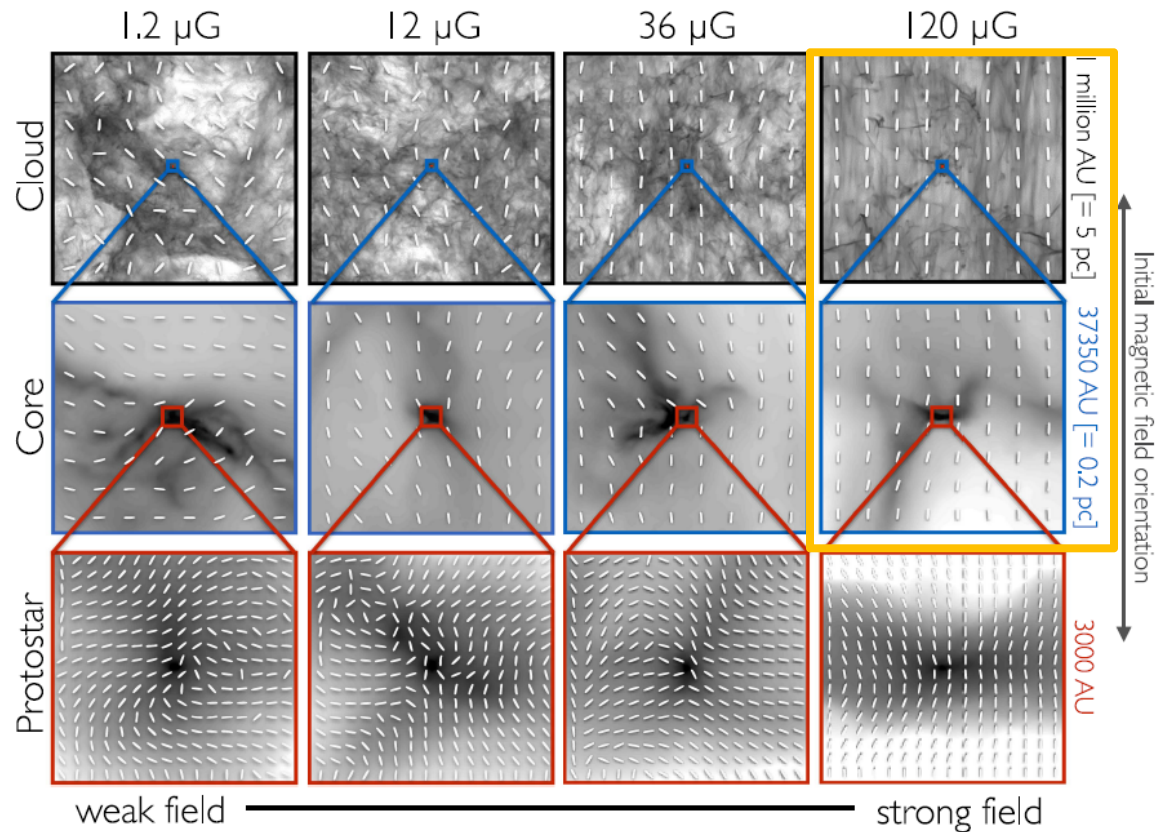 1.2 μG
12 μG
36 μG
120 μG
Cloud
1 million AU [= 5 pc]
Core
37350 AU [= 0.2 pc]
Protostar
3000 AU
Initial magnetic field orientation
weak field
strong field